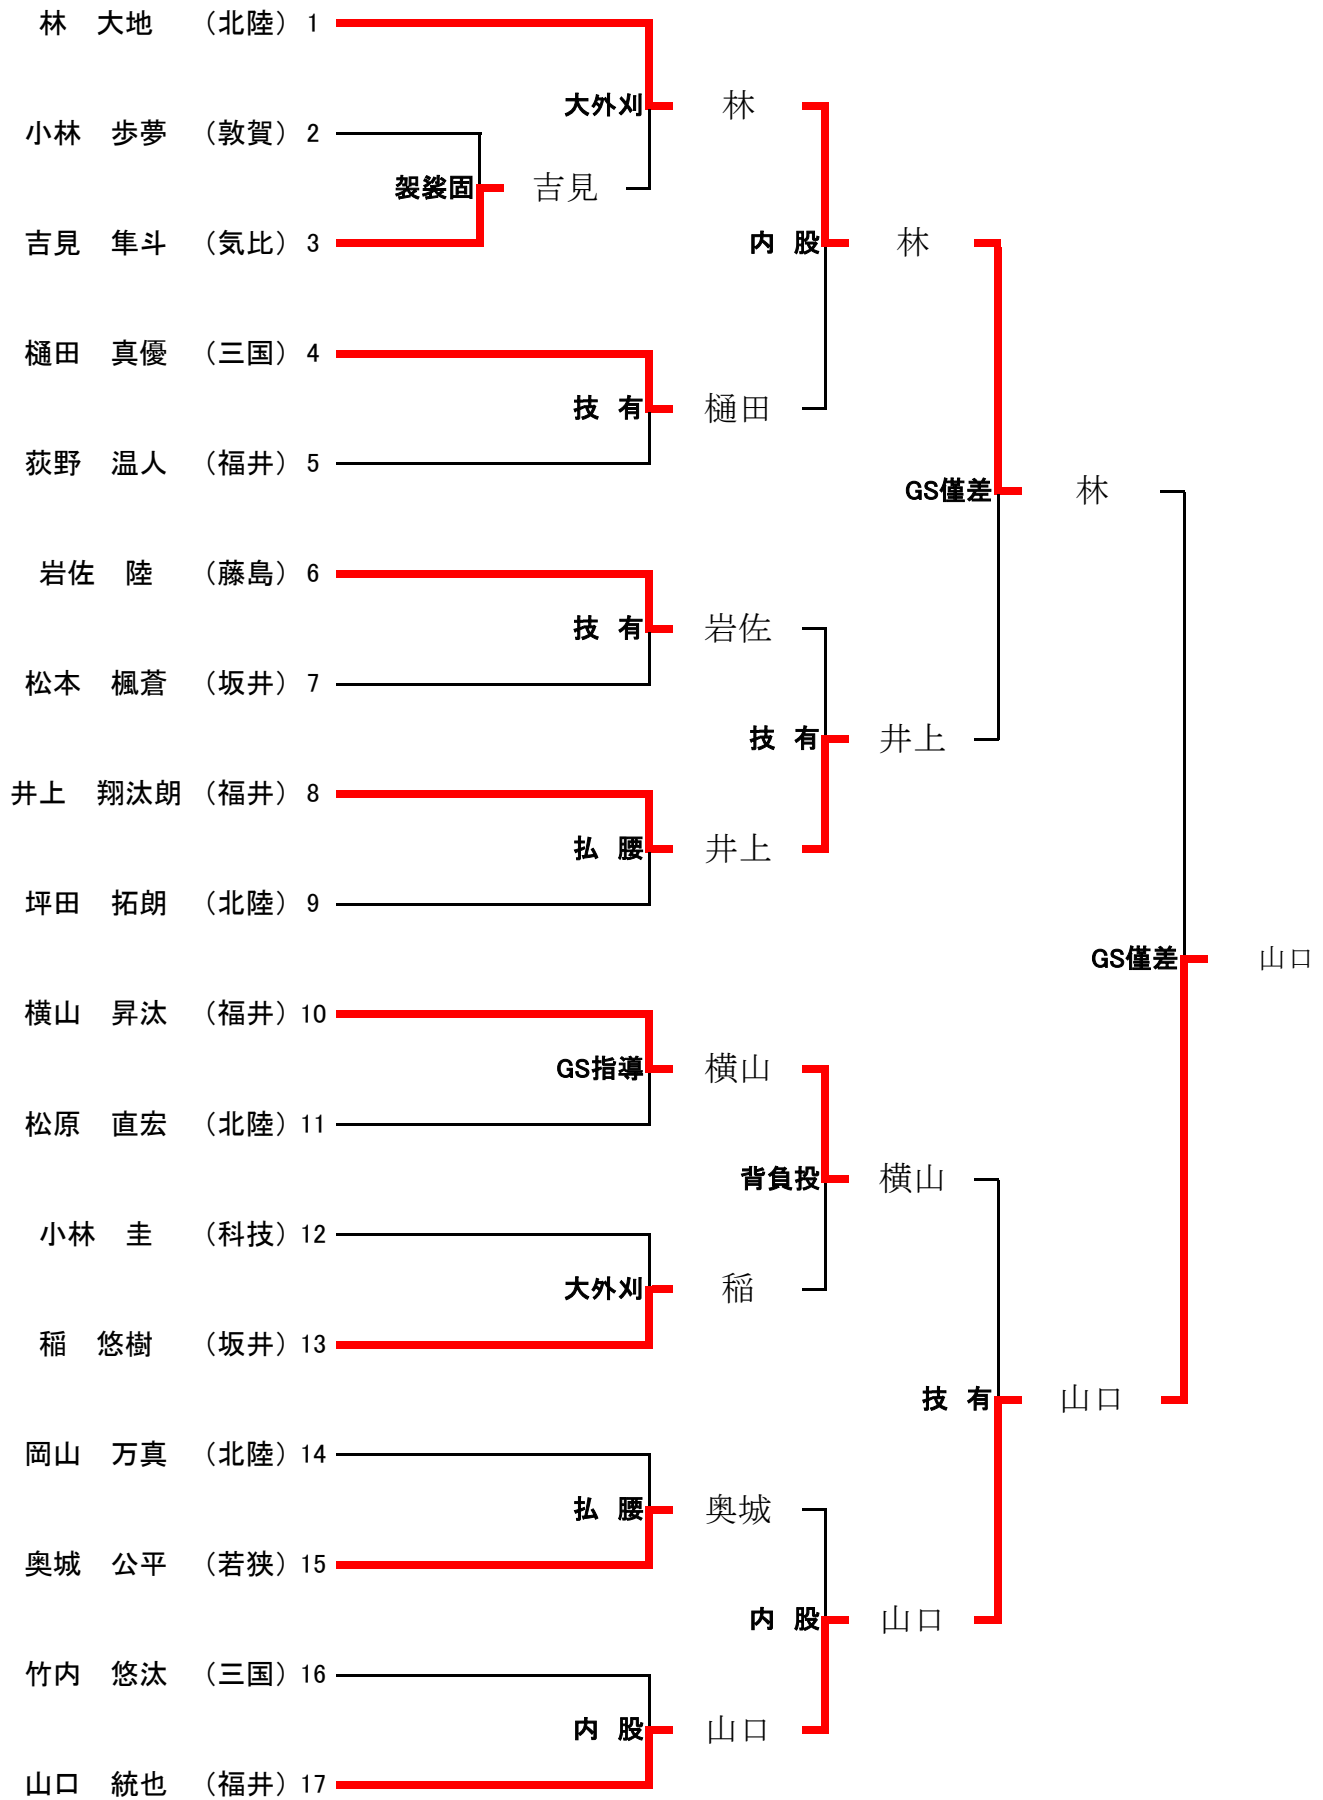 林　大地　（北陸）1
大外刈　林
小林　歩夢　（敦賀）2
袈裟固　吉見
吉見　隼斗　（気比）3
内　股　林
樋田　真優　（三国）4
技　有　樋田
荻野　温人　（福井）5
GS僅差　林
岩佐　陸　（藤島）6
技　有　岩佐
松本　楓蒼　（坂井）7
技　有　井上
井上　翔汰朗　（福井）8
払　腰　井上
坪田　拓朗　（北陸）9
GS僅差　山口
横山　昇汰　（福井）10
GS指導　横山
松原　直宏　（北陸）11
背負投　横山
小林　圭　（科技）12
大外刈　稲
稲　悠樹　（坂井）13
技　有　山口
岡山　万真　（北陸）14
払　腰　奥城
奥城　公平　（若狭）15
内　股　山口
竹内　悠汰　（三国）16
内　股　山口
山口　統也　（福井）17